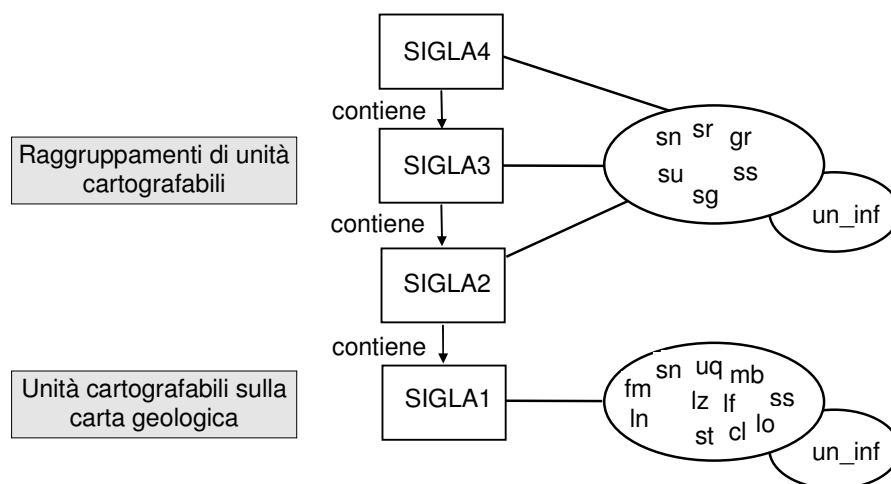 SIGLA4
contiene
Raggruppamenti di unità
cartografabili
SIGLA3
sn sr gr
su ss
sg
un_inf
contiene
SIGLA2
contiene
Unità cartografabili sulla
carta geologica
SIGLA1
sn uq mb
fm lz lf ss
ln st cl lo
un_inf